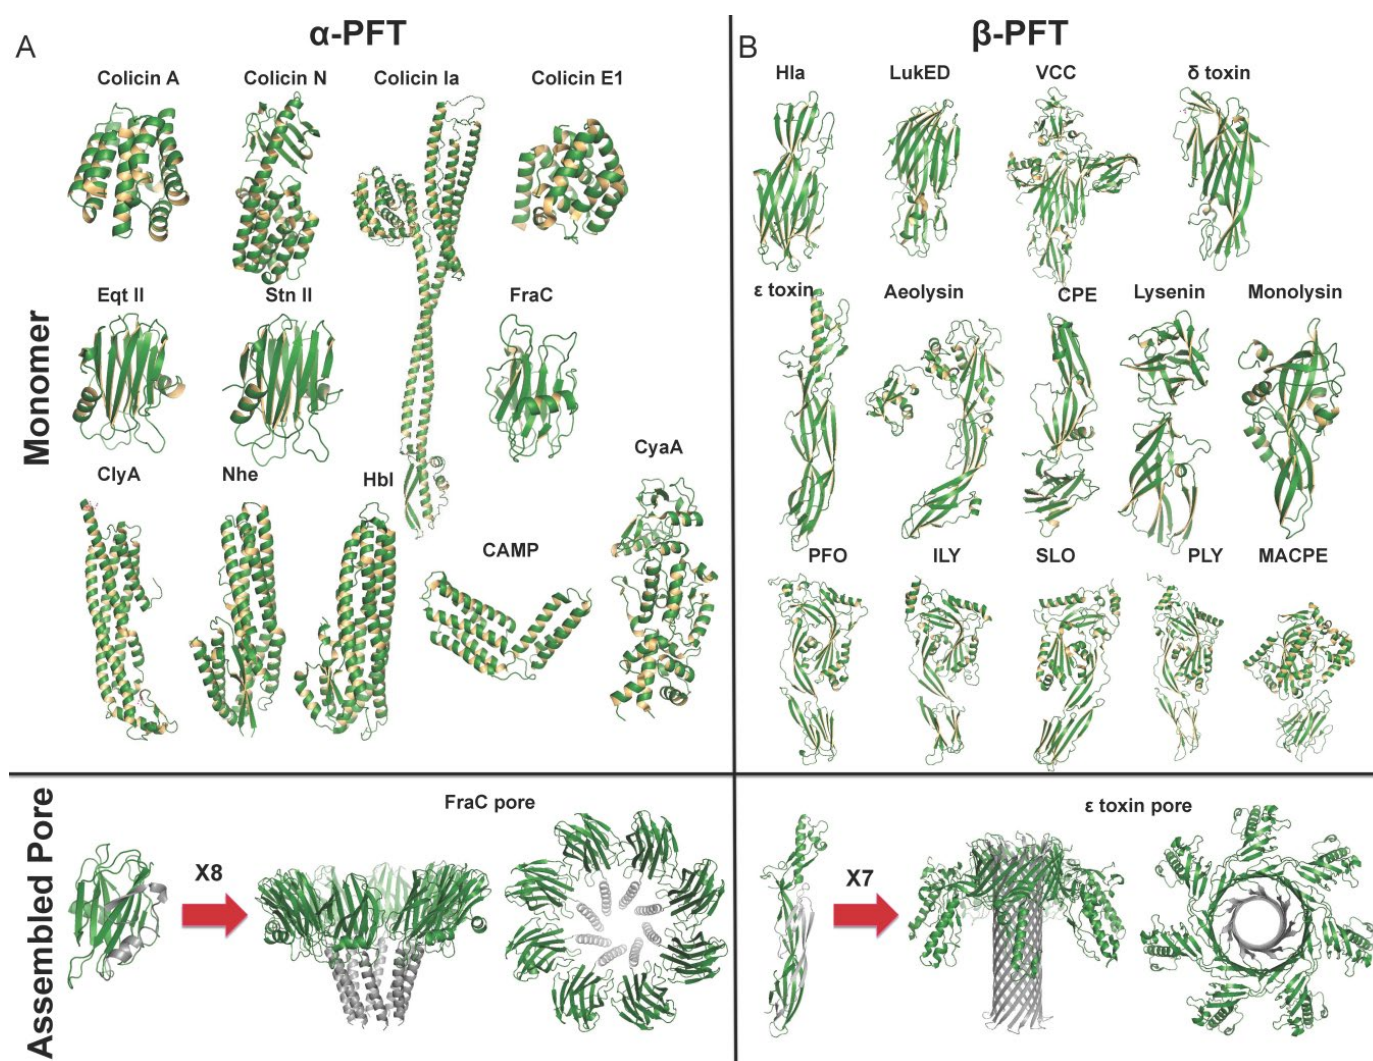 A
α-PFT
Colicin A
Colicin N
Colicin Ia
Colicin E1
Eqt II
Stn II
FraC
ClyA
Nhe
Hbl
CAMP
CyaA
Monomer
B
β-PFT
Hla
LukED
VCC
δ toxin
ε toxin
Aeolysin
CPE
Lysenin
Monolysin
PFO
ILY
SLO
PLY
MACPE
Assembled Pore
X8
FraC pore
X7
ε toxin pore